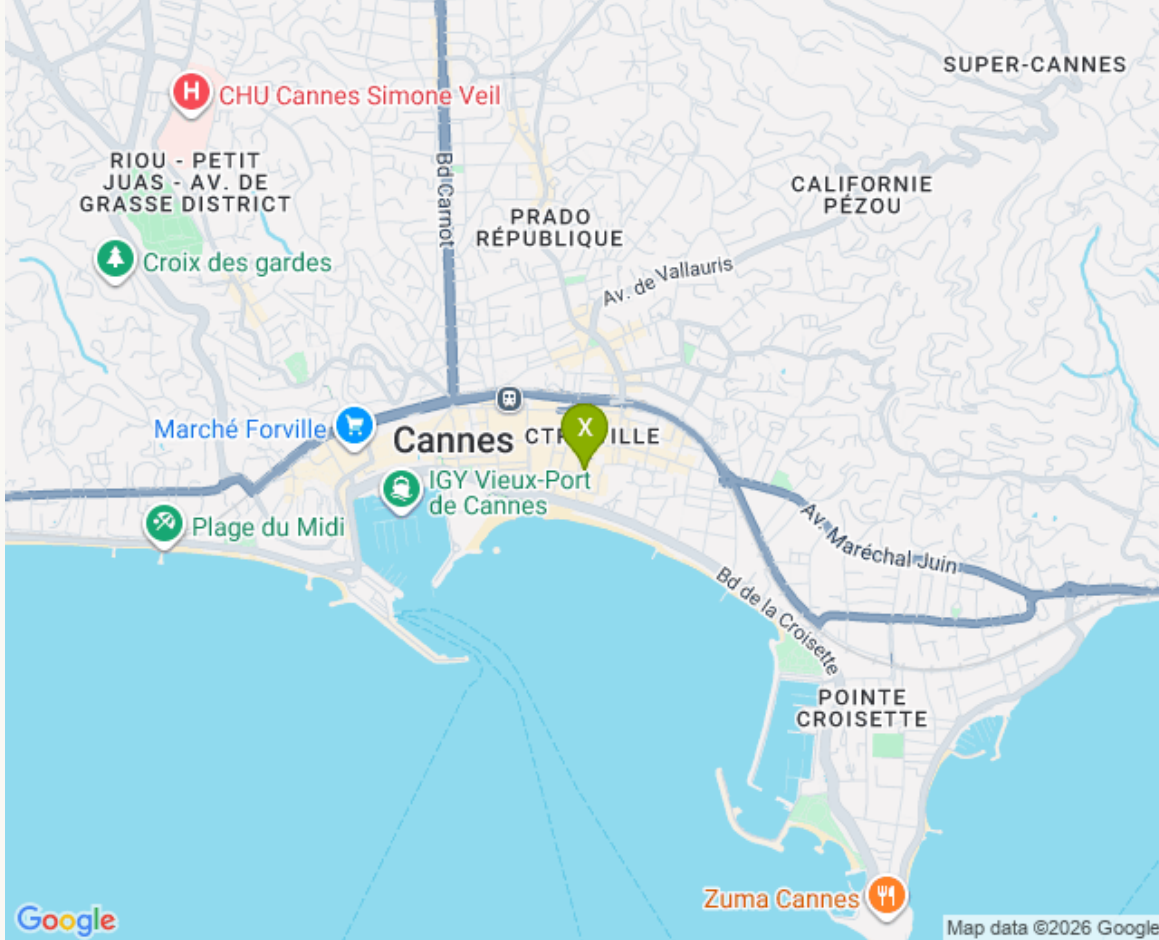 SUPER-CANNES
CHU Cannes Simone Veil
RIOU - PETIT
JUAS - AV. DE
GRASSE DISTRICT
Bd Carnot
CALIFORNIE
PÉZOU
PRADO
RÉPUBLIQUE
Croix des gardes
Av. de Vallauris
Marché Forville
Cannes
X
VILLE
IGY Vieux-Port
de Cannes
Plage du Midi
Av. Maréchal Juin
Bd de la Croisette
POINTE
CROISETTE
Zuma Cannes
Google
Map data ©2026 Google